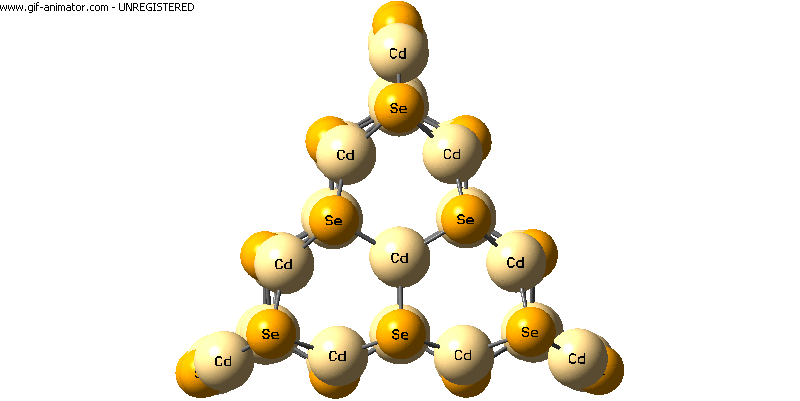 www.gif-animator.com - UNREGISTERED
Cd
Se
Cd Cd
Se Se
Cd Cd Cd
Se Se Se
Cd Cd Cd Cd